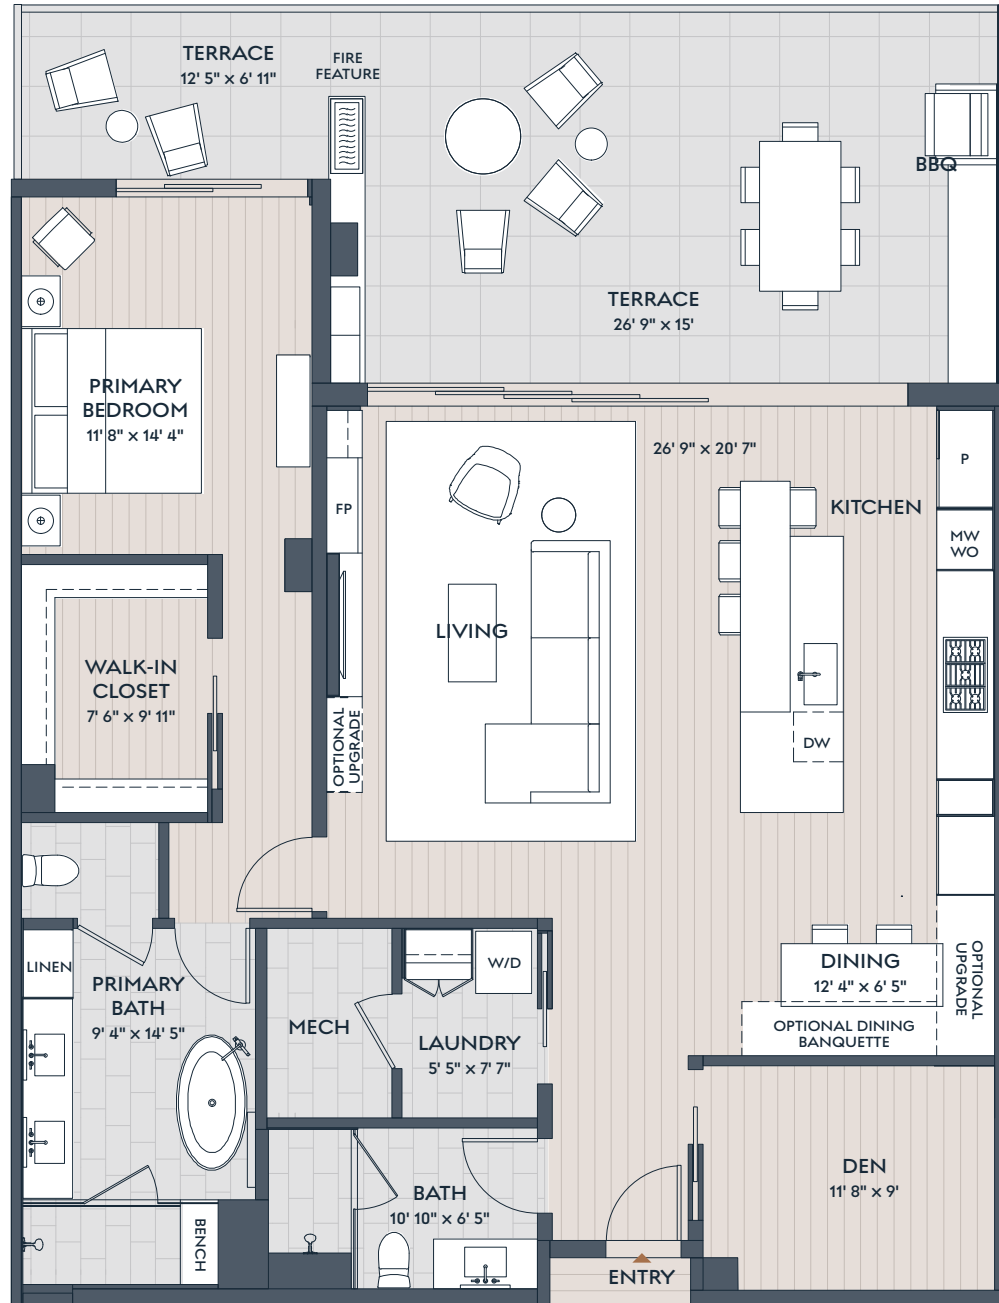 TERRACE
12' 5" x 6' 11"
FIRE
FEATURE
BBQ
TERRACE
26' 9" x 15'
PRIMARY
BEDROOM
11' 8" x 14' 4"
26' 9" x 20' 7"
P
FP
KITCHEN
MW
WO
LIVING
WALK-IN
CLOSET
7' 6" x 9' 11"
OPTIONAL
UPGRADE
DW
LINEN
PRIMARY
BATH
9' 4" x 14' 5"
W/D
DINING
12' 4" x 6' 5"
OPTIONAL
UPGRADE
MECH
LAUNDRY
5' 5" x 7' 7"
OPTIONAL DINING
BANQUETTE
DEN
11' 8" x 9'
BATH
10' 10" x 6' 5"
BENCH
ENTRY